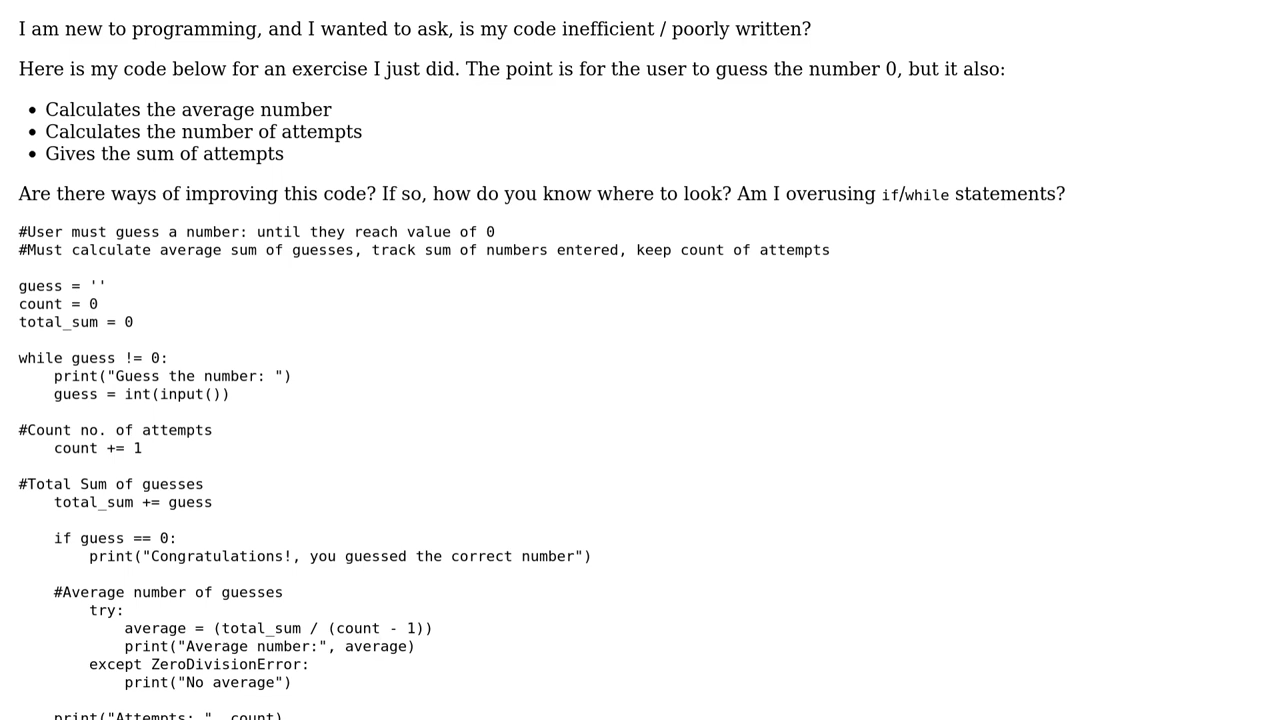 I am new to programming, and I wanted to ask, is my code inefficient / poorly written?
Here is my code below for an exercise I just did. The point is for the user to guess the number 0, but it also:
• Calculates the average number
• Calculates the number of attempts
• Gives the sum of attempts
Are there ways of improving this code? If so, how do you know where to look? Am I overusing if/while statements?
#User must guess a number: until they reach value of 0
#Must calculate average sum of guesses, track sum of numbers entered, keep count of attempts
guess = ''
count = 0
total_sum = 0
while guess != 0:
    print("Guess the number: ")
    guess = int(input())
#Count no. of attempts
    count += 1
#Total Sum of guesses
    total_sum += guess
    if guess == 0:
        print("Congratulations!, you guessed the correct number")
    #Average number of guesses
        try:
            average = (total_sum / (count - 1))
            print("Average number:", average)
        except ZeroDivisionError:
            print("No average")
    print("Attempts: ", count)